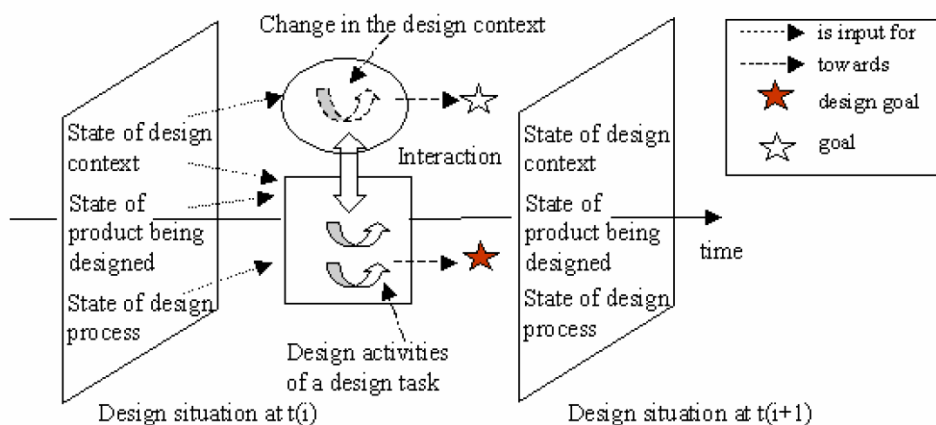 Change in the design context
State of design
context
State of
product being
designed
State of design
process
Interaction
Design activities
of a design task
State of design
context
State of
product being
designed
State of design
process
time
Design situation at t(i)
Design situation at t(i+1)
is input for
towards
design goal
goal